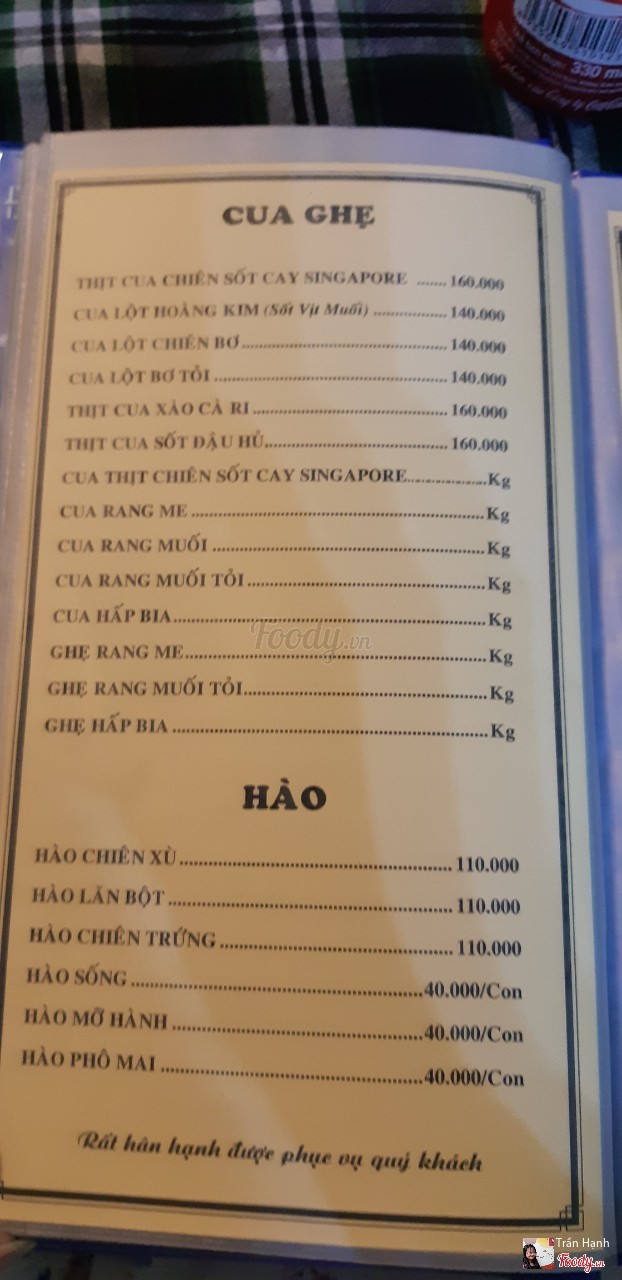 330 ml
CUA GHẸ
THỊT CUA CHIÊN SỐT CAY SINGAPORE ....... 160.000
CUA LỘT HOÀNG KIM (Sốt Vịt Muối) .................. 140.000
CUA LỘT CHIÊN BƠ .................. 140.000
CUA LỘT BƠ TỎI .................. 140.000
THỊT CUA XÀO CÀ RI .................. 160.000
THỊT CUA SỐT DẬU HỦ .................. 160.000
CUA THỊT CHIÊN SỐT CAY SINGAPORE .................. Kg
CUA RANG ME .................. Kg
CUA RANG MUỐI .................. Kg
CUA RANG MUỐI TỎI .................. Kg
CUA HẤP BIA .................. Kg
GHẸ RANG ME .................. Kg
GHẸ RANG MUỐI TỎI .................. Kg
GHẸ HẤP BIA .................. Kg
Foody.vn
HÀO
HÀO CHIÊN XÙ .................. 110.000
HÀO LĂN BỘT .................. 110.000
HÀO CHIÊN TRỨNG .................. 110.000
HÀO SỐNG .................. 40.000/Con
HÀO MỠ HÀNH .................. 40.000/Con
HÀO PHÔ MAI .................. 40.000/Con
Rất hân hạnh được phục vụ quý khách
Trần Hạnh
Foody.vn